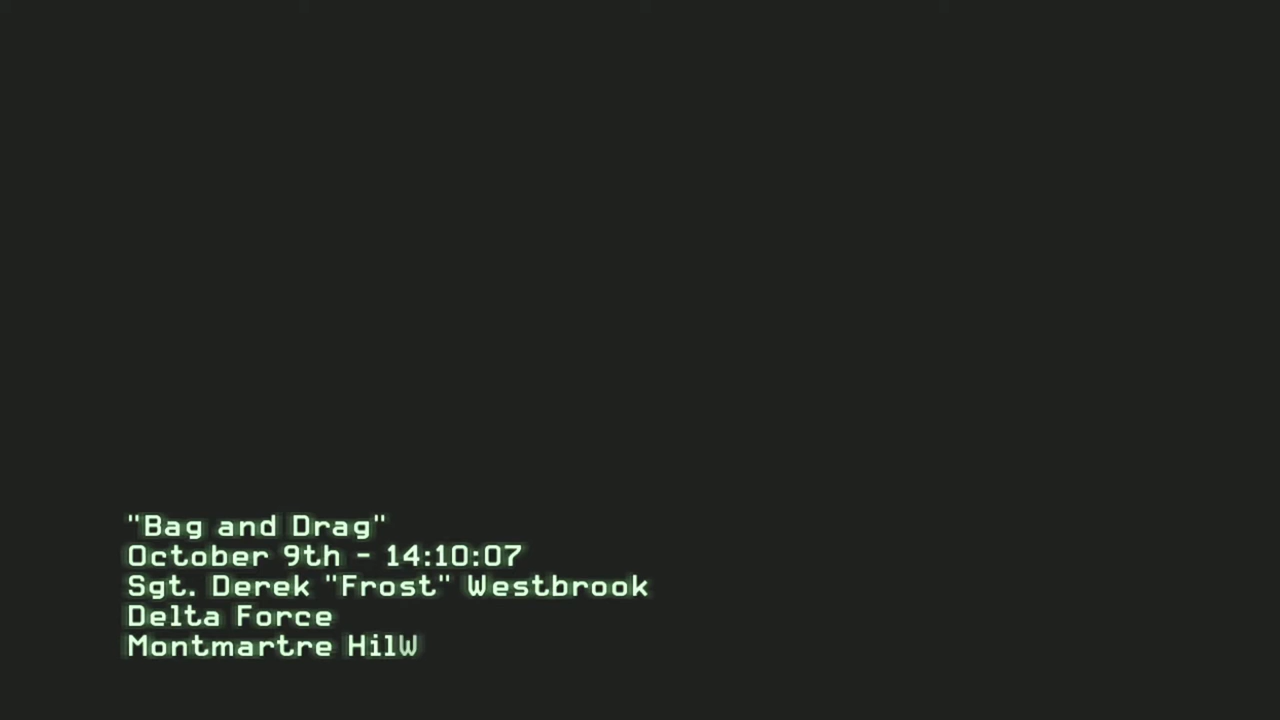 "Bag and Drag"
October 9th - 14:10:07
Sgt. Derek "Frost" Westbrook
Delta Force
Montmartre HilW